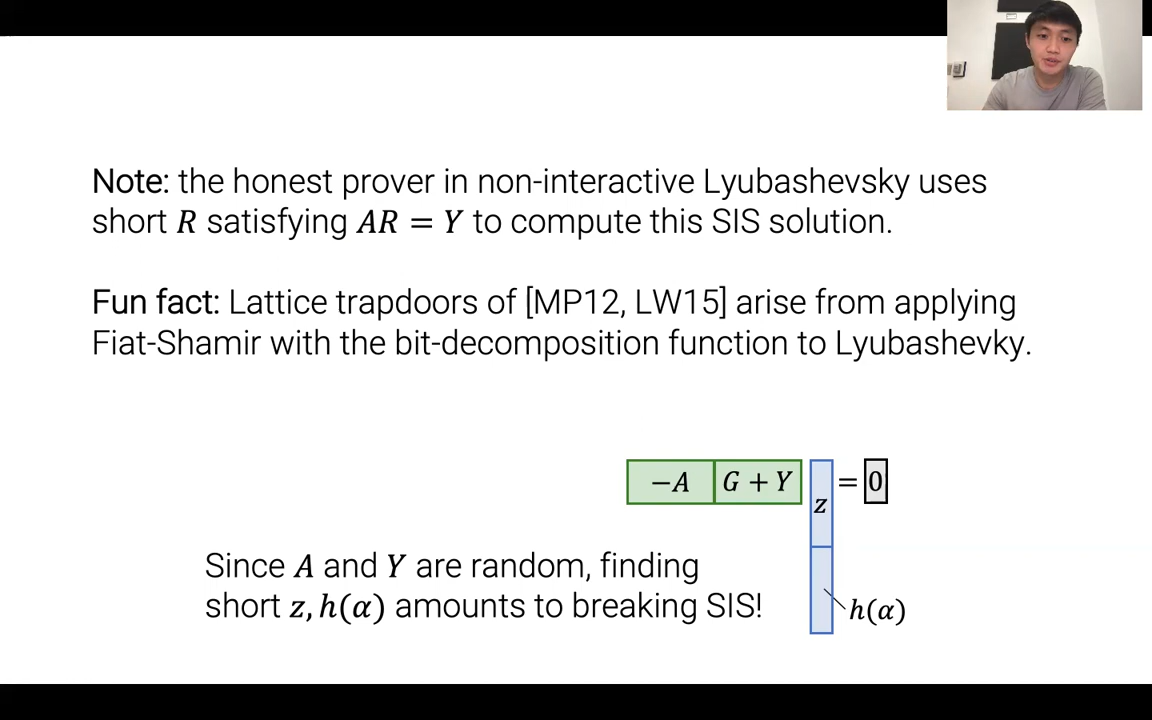 Note: the honest prover in non-interactive Lyubashevsky uses
short R satisfying AR = Y to compute this SIS solution.
Fun fact: Lattice trapdoors of [MP12, LW15] arise from applying
Fiat-Shamir with the bit-decomposition function to Lyubashevky.
−A G + Y z = 0
Since A and Y are random, finding
short z, h(α) amounts to breaking SIS!
h(α)